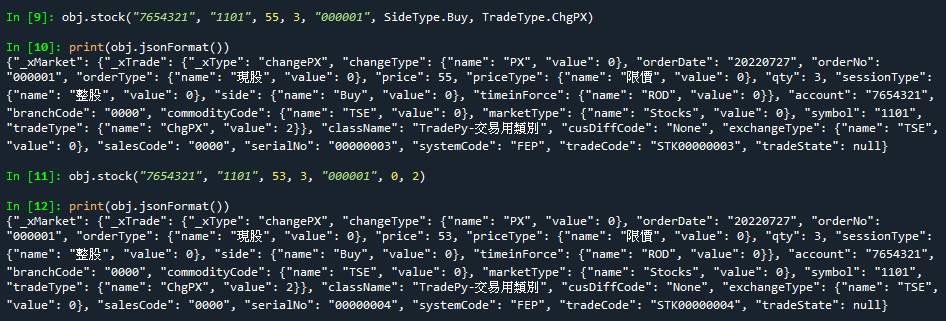 In [9]: obj.stock("7654321", "1101", 55, 3, "000001", SideType.Buy, TradeType.ChgPX)
In [10]: print(obj.jsonFormat())
{"_xMarket": {"_xTrade": {"_xType": "changePX", "changeType": {"name": "PX", "value": 0}, "orderDate": "20220727", "orderNo":
"000001", "orderType": {"name": "現股", "value": 0}, "price": 55, "priceType": {"name": "限價", "value": 0}, "qty": 3, "sessionType":
{"name": "整股", "value": 0}, "side": {"name": "Buy", "value": 0}, "timeinForce": {"name": "ROD", "value": 0}}, "account": "7654321",
"branchCode": "0000", "commodityCode": {"name": "TSE", "value": 0}, "marketType": {"name": "Stocks", "value": 0}, "symbol": "1101",
"tradeType": {"name": "ChgPX", "value": 2}}, "className": "TradePy-交易用類別", "cusDiffCode": "None", "exchangeType": {"name": "TSE",
"value": 0}, "salesCode": "0000", "serialNo": "00000003", "systemCode": "FEP", "tradeCode": "STK00000003", "tradeState": null}
In [11]: obj.stock("7654321", "1101", 53, 3, "000001", 0, 2)
In [12]: print(obj.jsonFormat())
{"_xMarket": {"_xTrade": {"_xType": "changePX", "changeType": {"name": "PX", "value": 0}, "orderDate": "20220727", "orderNo":
"000001", "orderType": {"name": "現股", "value": 0}, "price": 53, "priceType": {"name": "限價", "value": 0}, "qty": 3, "sessionType":
{"name": "整股", "value": 0}, "side": {"name": "Buy", "value": 0}, "timeinForce": {"name": "ROD", "value": 0}}, "account": "7654321",
"branchCode": "0000", "commodityCode": {"name": "TSE", "value": 0}, "marketType": {"name": "Stocks", "value": 0}, "symbol": "1101",
"tradeType": {"name": "ChgPX", "value": 2}}, "className": "TradePy-交易用類別", "cusDiffCode": "None", "exchangeType": {"name": "TSE",
"value": 0}, "salesCode": "0000", "serialNo": "00000004", "systemCode": "FEP", "tradeCode": "STK00000004", "tradeState": null}